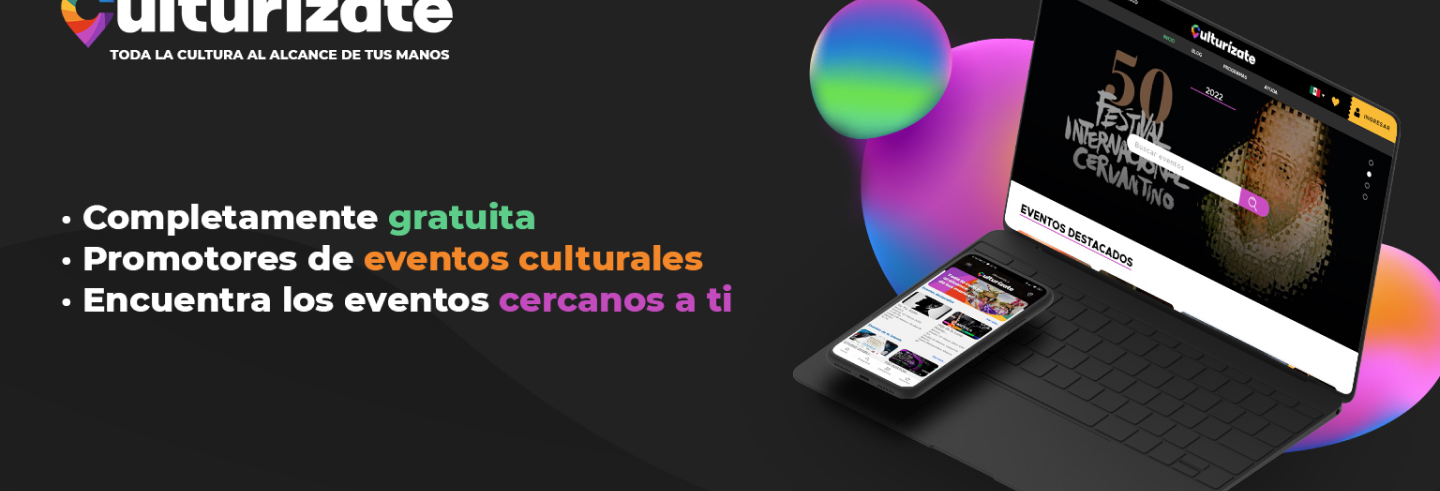 Culturízate
TODA LA CULTURA AL ALCANCE DE TUS MANOS
• Completamente gratuita
• Promotores de eventos culturales
• Encuentra los eventos cercanos a ti
Culturízate
INICIO
BLOG
PROGRAMAS
AYUDA
INGRESAR
50
2022
FESTIVAL
INTERNACIONAL
CERVANTINO
Buscar eventos
EVENTOS DESTACADOS
Culturízate